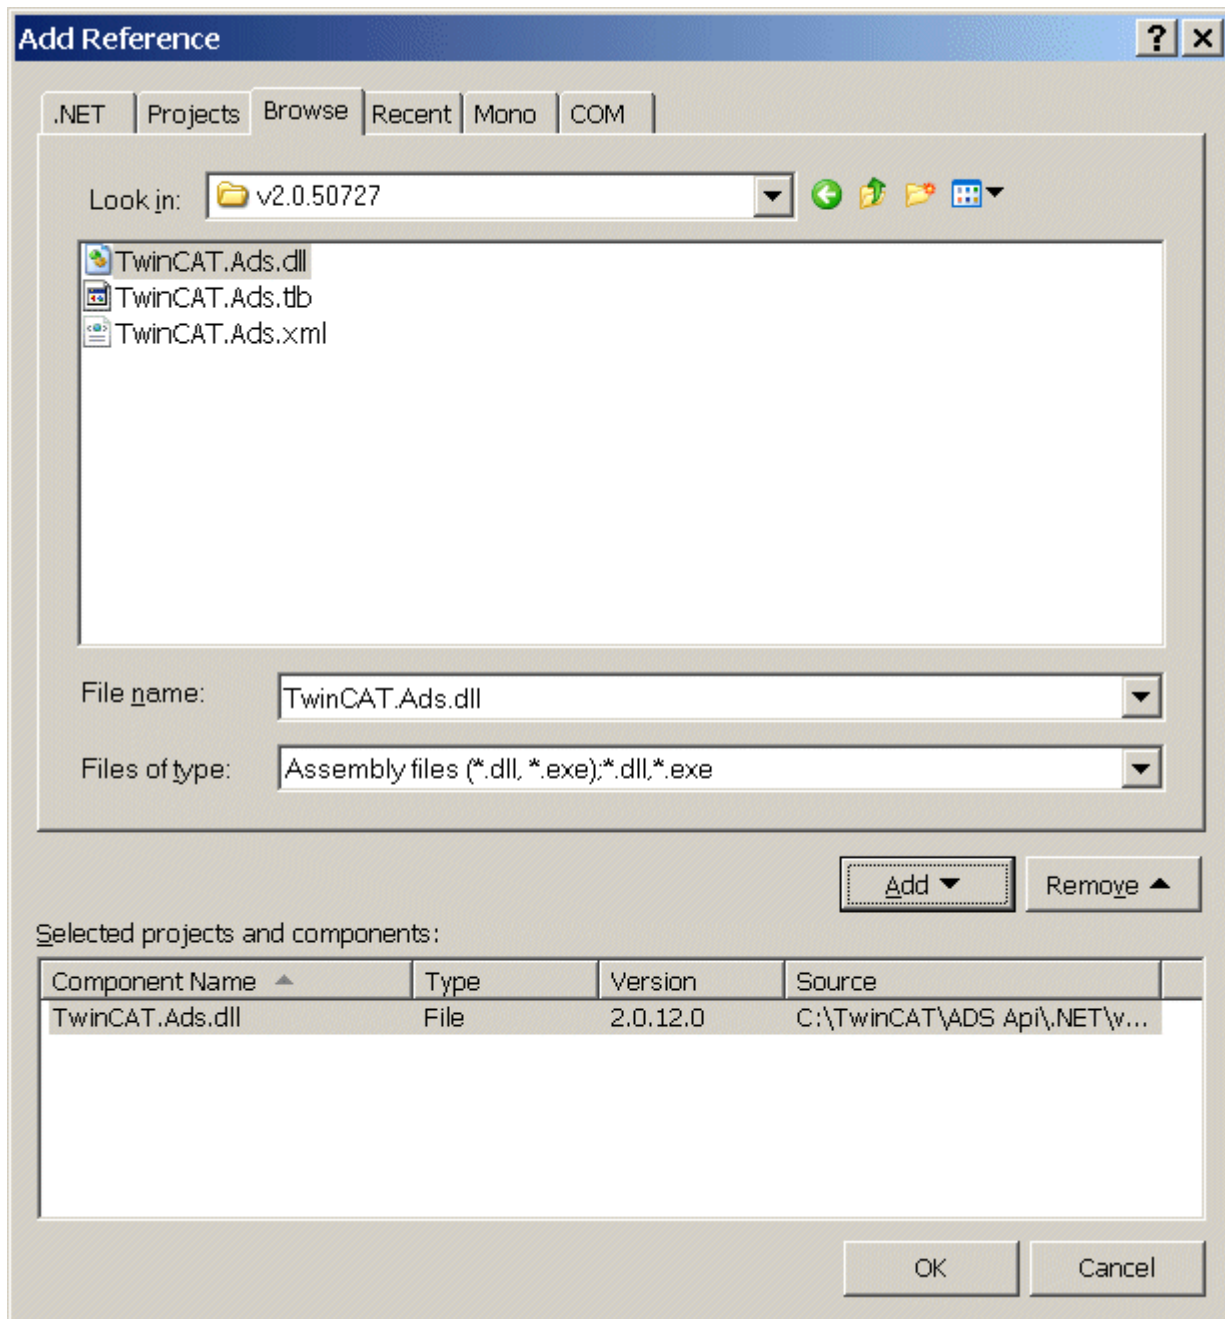 Add Reference
.NET Projects Browse Recent Mono COM
Look in: v2.0.50727
TwinCAT.Ads.dll
TwinCAT.Ads.tlb
TwinCAT.Ads.xml
File name: TwinCAT.Ads.dll
Files of type: Assembly files (*.dll, *.exe);*.dll,*.exe
Add Remove
Selected projects and components:
Component Name Type Version Source
TwinCAT.Ads.dll File 2.0.12.0 C:\TwinCAT\ADS Api\.NET\v...
OK Cancel